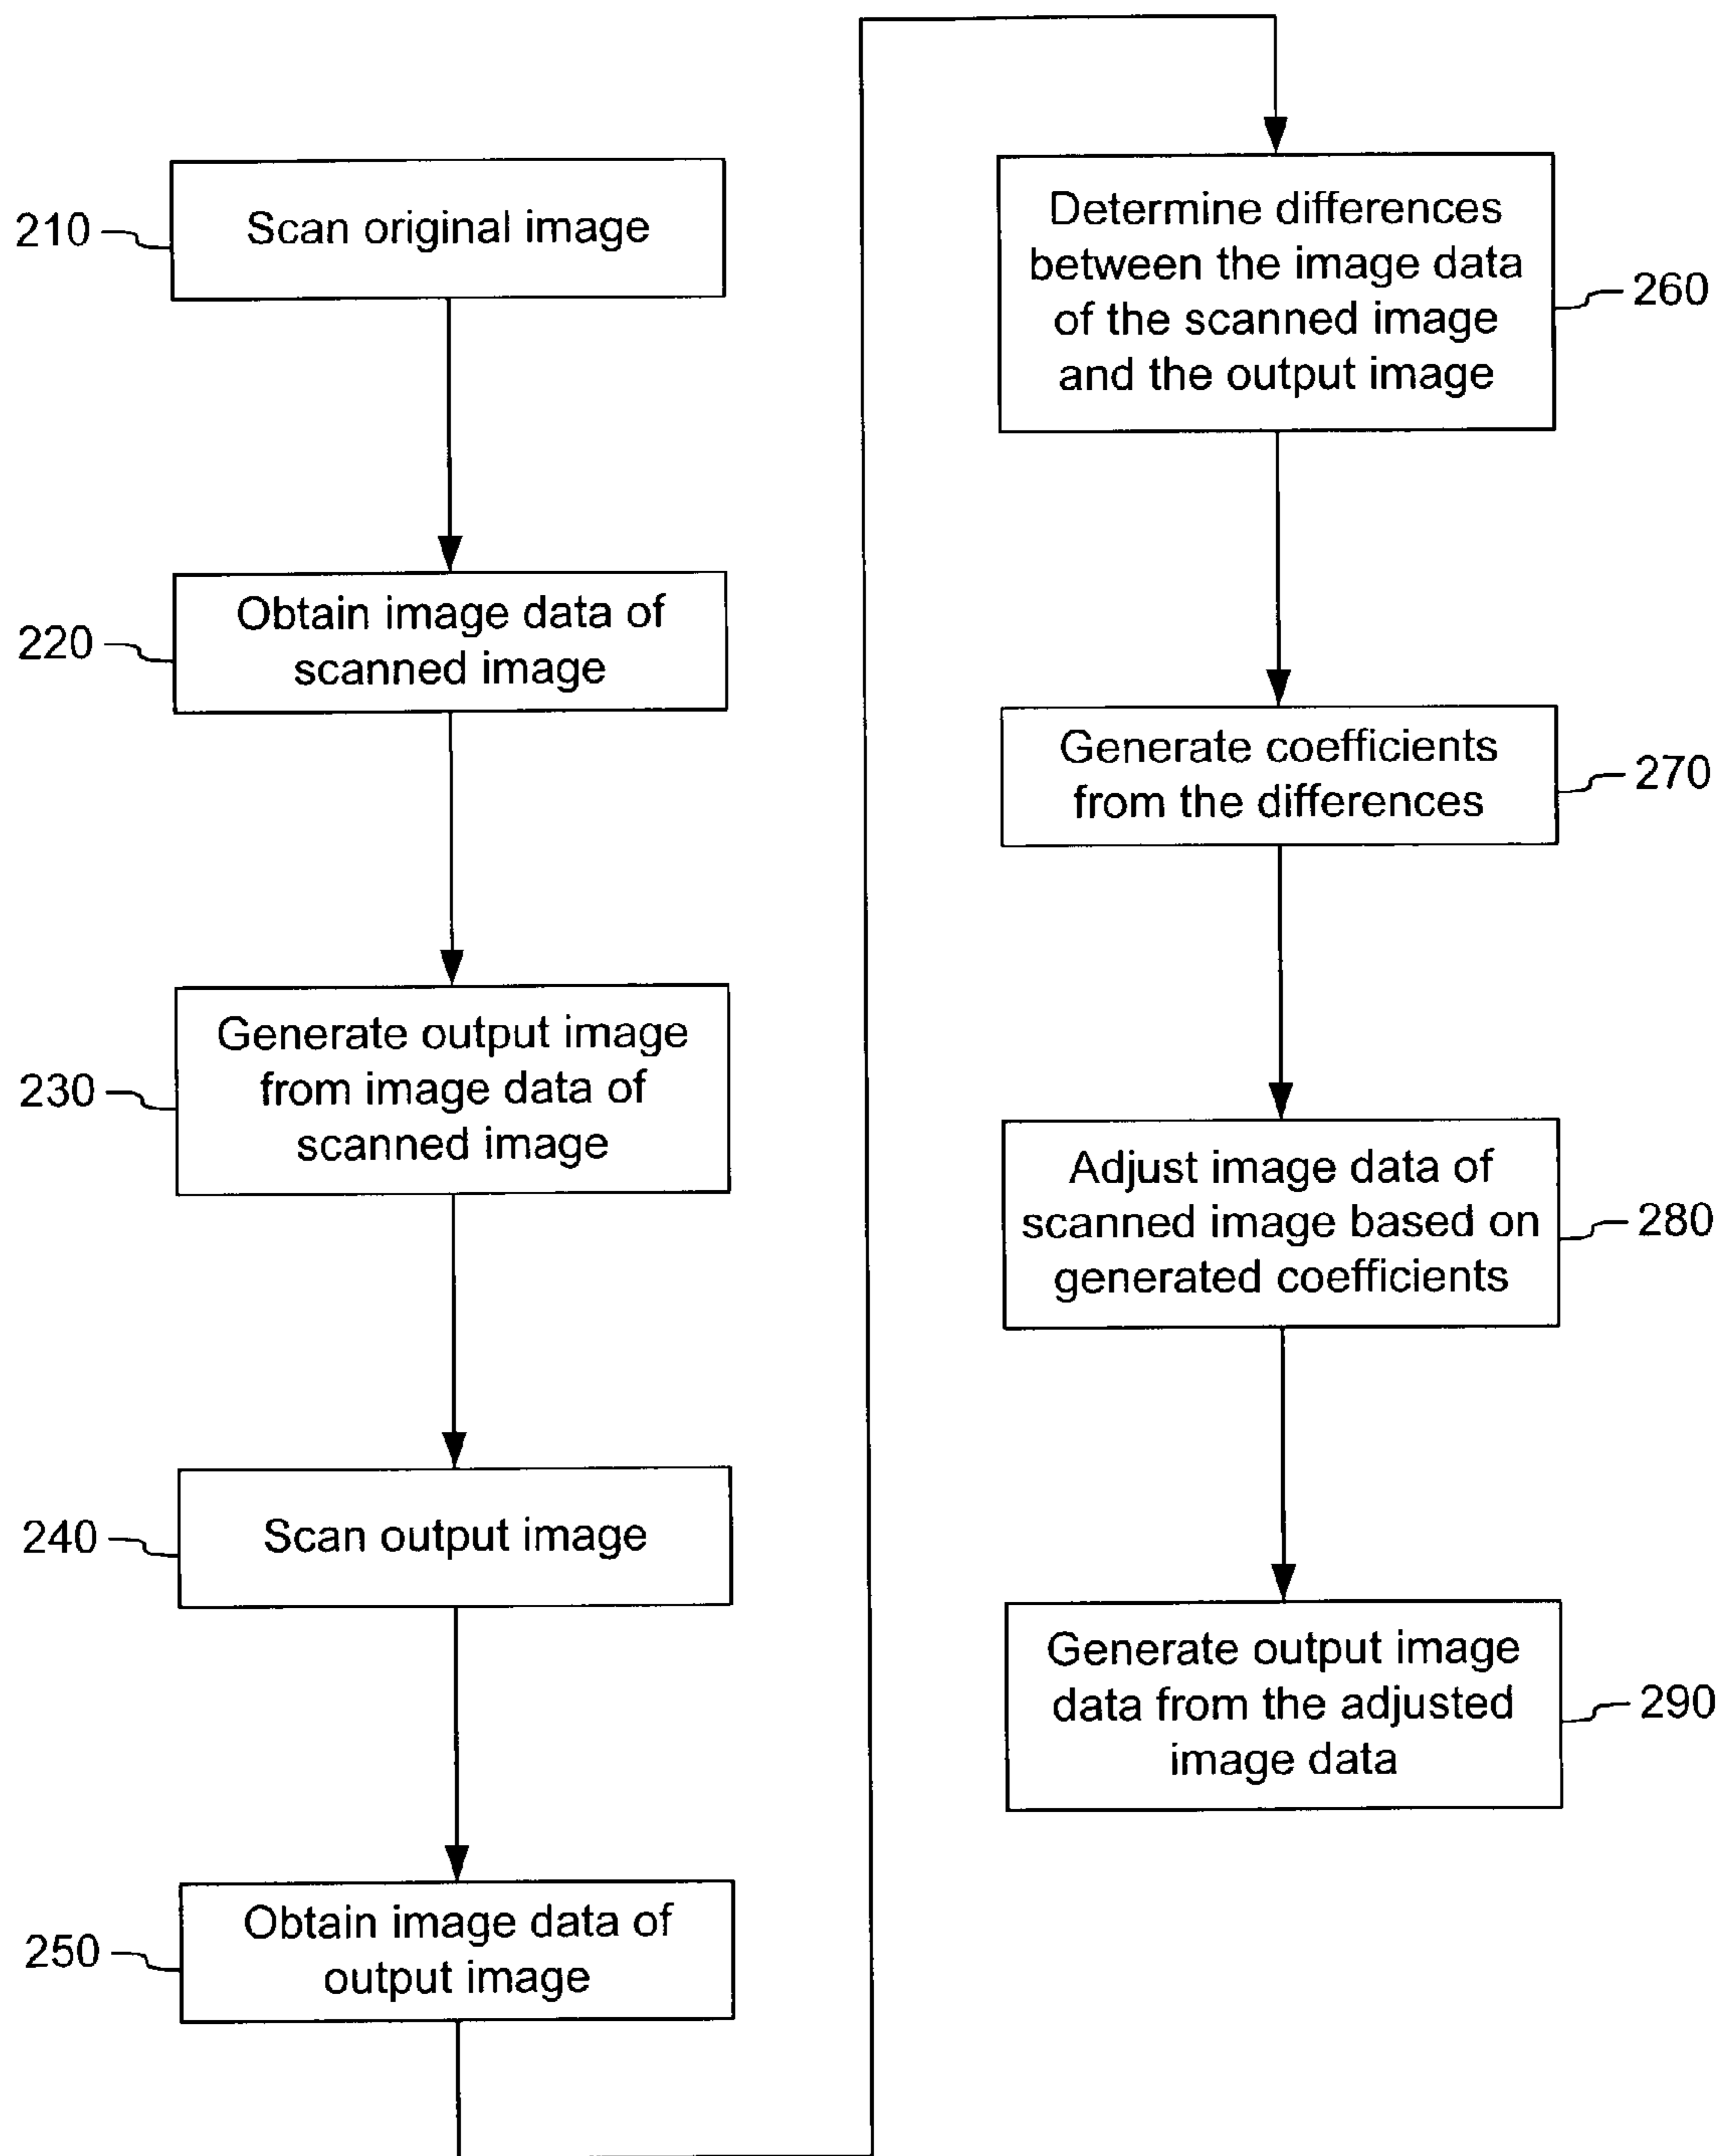 210
Scan original image
220
Obtain image data of
scanned image
230
Generate output image
from image data of
scanned image
240
Scan output image
250
Obtain image data of
output image
Determine differences
between the image data
of the scanned image
and the output image
260
Generate coefficients
from the differences
270
Adjust image data of
scanned image based on
generated coefficients
280
Generate output image
data from the adjusted
image data
290